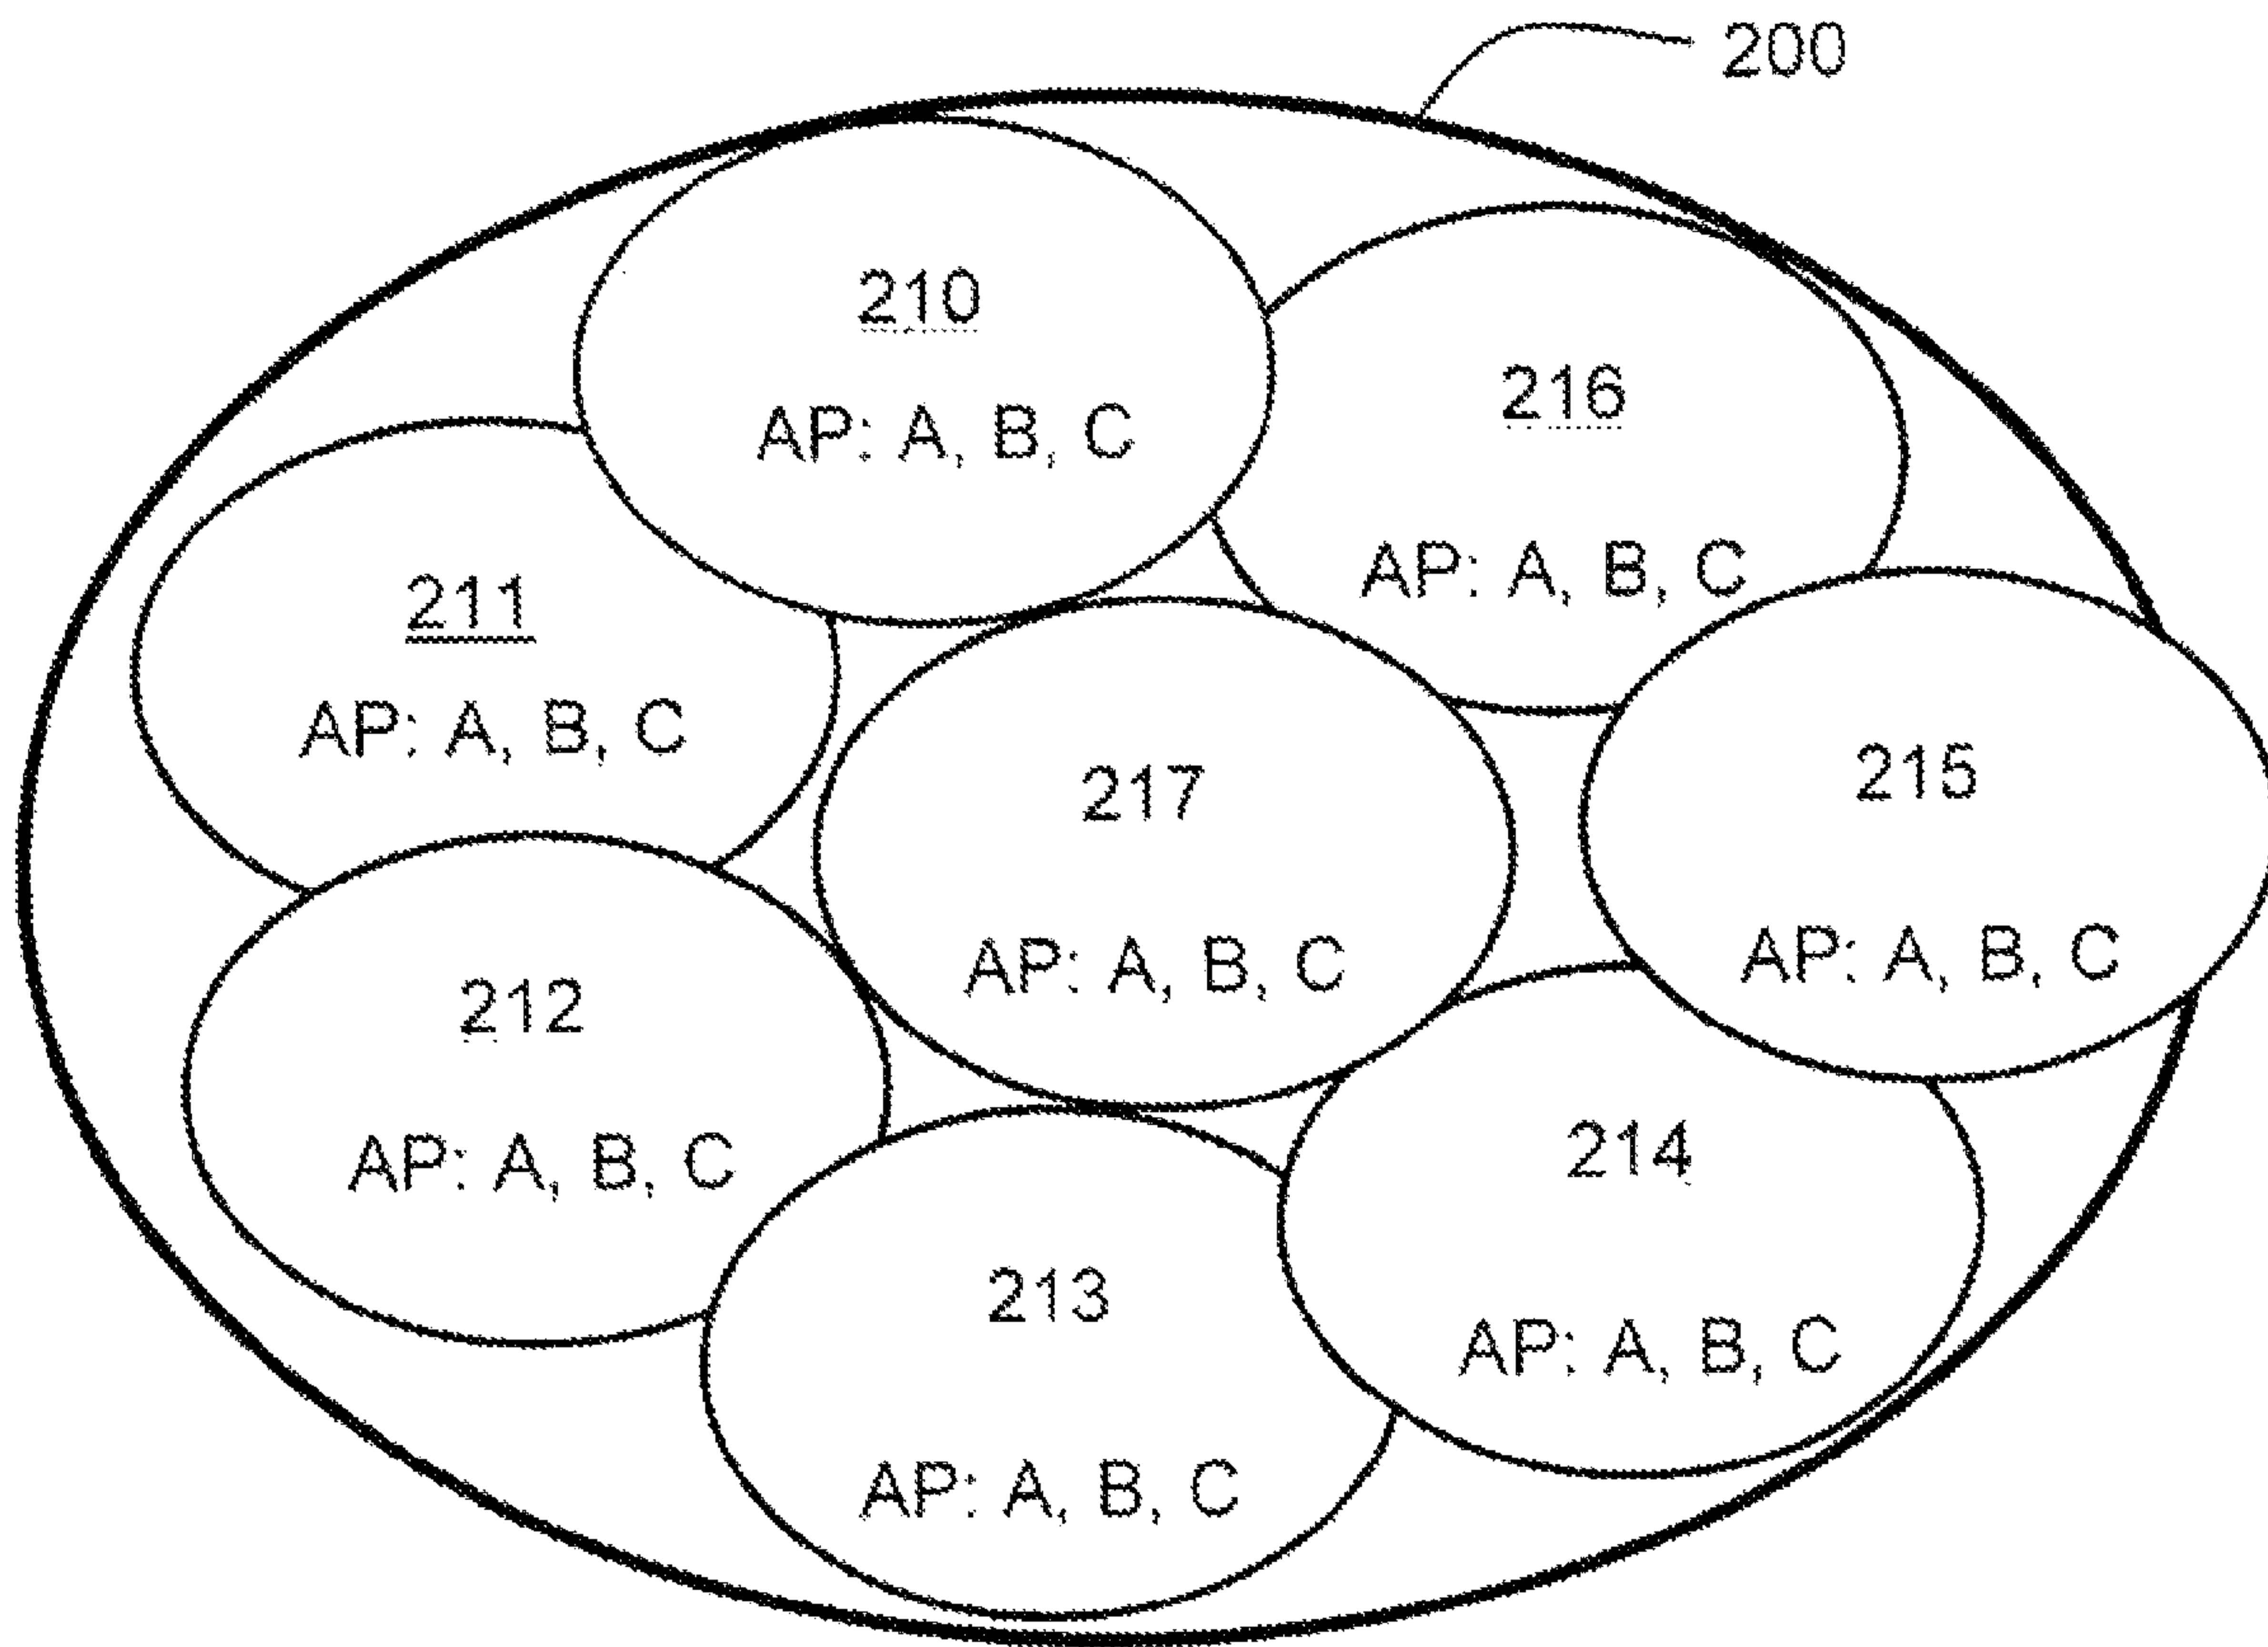 200
210
AP: A, B, C
216
AP: A, B, C
211
AP: A, B, C
217
AP: A, B, C
215
AP: A, B, C
212
AP: A, B, C
214
AP: A, B, C
213
AP: A, B, C